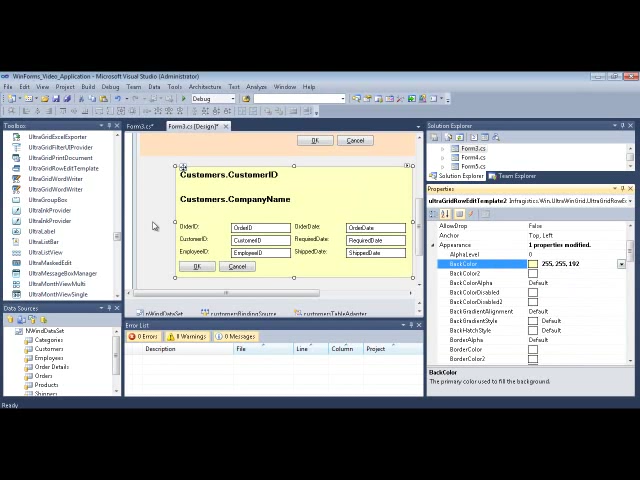 WinForms_Video_Application - Microsoft Visual Studio (Administrator)
File Edit View Project Build Debug Team Data Tools Architecture Test Analyze Window Help
Debug
Toolbox
Form3.cs* Form3.cs [Design]*
Solution Explorer
UltraGridExcelExporter
UltraGridFilterUIProvider
UltraGridPrintDocument
UltraGridWordWriter
UltraGridWordWriter
UltraGroupBox
UltraInkProvider
UltraInkProvider
UltraLabel
UltraListBar
UltraMaskedEdit
UltraMessageBoxManager
UltraMonthViewMulti
UltraMonthViewSingle
OK Cancel
Customers.CustomerID
Customers.CompanyName
OrderID: OrderID OrderDate: OrderDate
CustomerID: CustomerID RequiredDate: RequiredDate
EmployeeID: EmployeeID ShippedDate: ShippedDate
OK Cancel
nWindDataSet customersBindingSource customersTableAdapter
Form3.cs
Form4.cs
Form5.cs
Solution Explorer Team Explorer
Properties
ultraGridRowEditTemplate2 Infragistics.Win.UltraWinGrid.UltraGridRowEditTe
AllowDrop False
Anchor Top, Left
Appearance 1 properties modified.
AlphaLevel 0
BackColor 255, 255, 192
BackColor2
BackColorAlpha Default
BackColorDisabled
BackColorDisabled2
BackGradientAlignment Default
BackGradientStyle Default
BackHatchStyle Default
BorderAlpha Default
BorderColor
BorderColor2
BackColor
The primary color used to fill the background.
Data Sources
NWindDataSet
Categories
Customers
Employees
Order Details
Orders
Products
Shippers
Error List
0 Errors 0 Messages
Description File Line Column Project
Ready